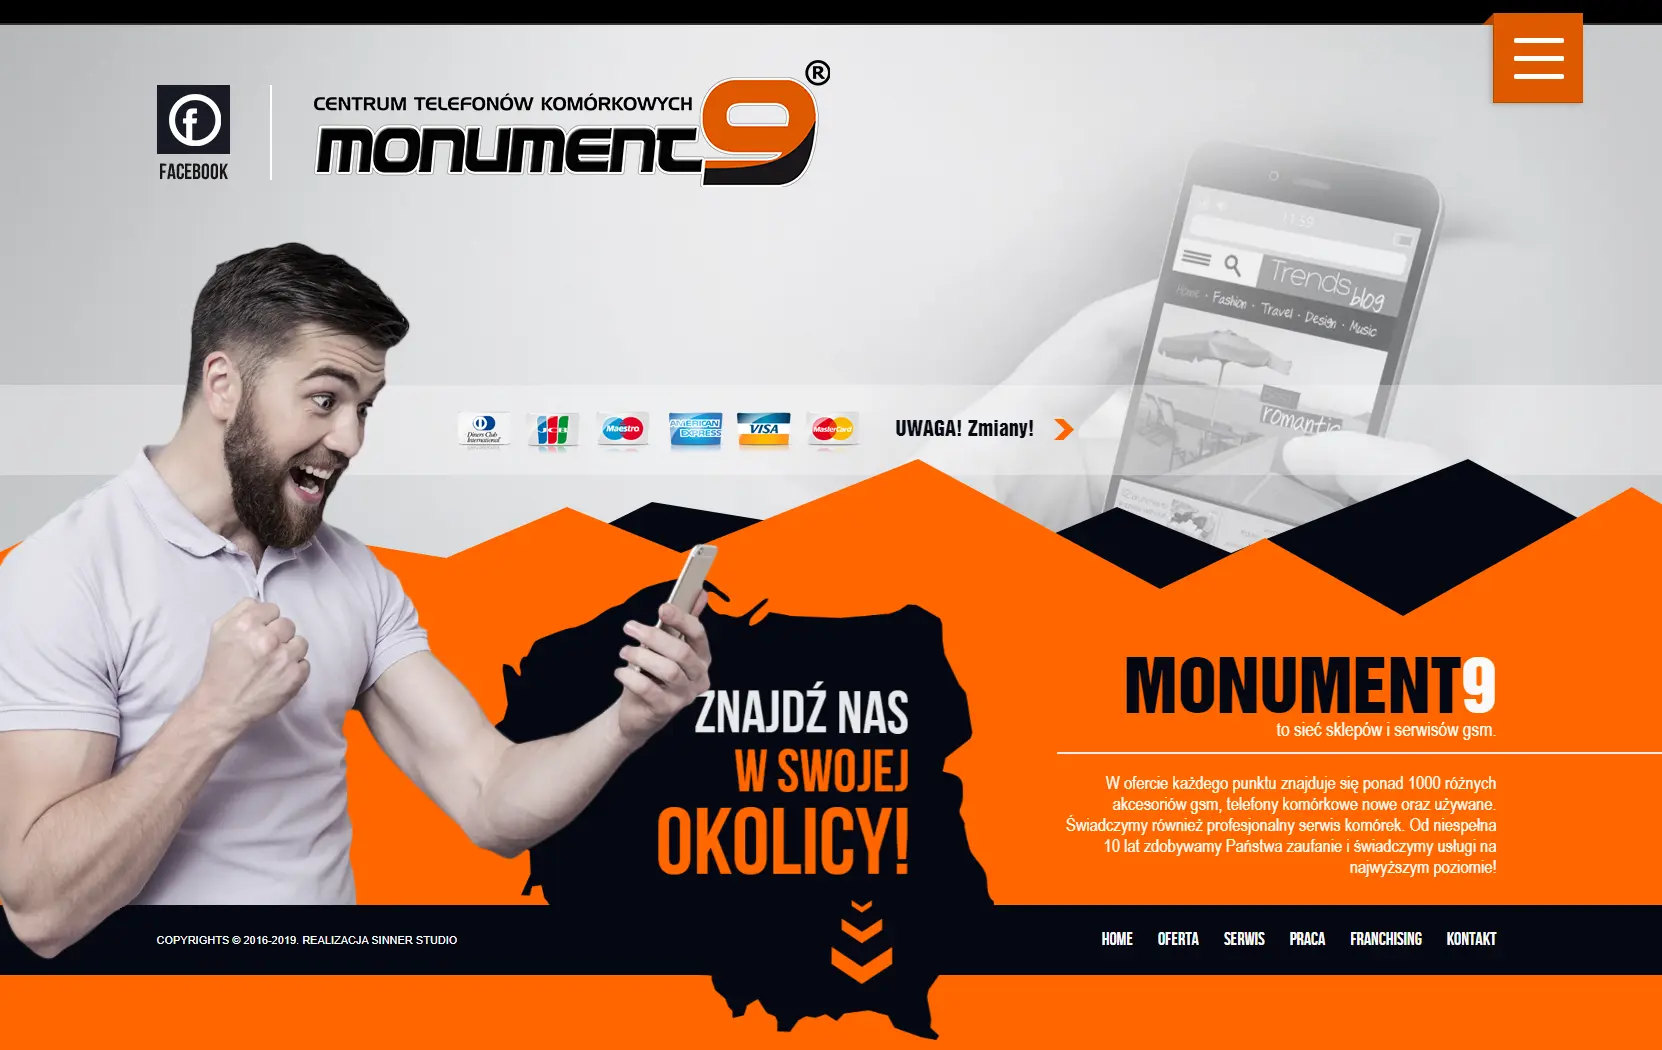 FACEBOOK
CENTRUM TELEFONÓW KOMÓRKOWYCH
monument9®
11:59
Trends
blog
Home • Fashion • Travel • Design • Music
romantic
Diners Club
International
JCB
Maestro
AMERICAN
EXPRESS
VISA
MasterCard
UWAGA! Zmiany!
ZNAJDŹ NAS
W SWOJEJ
OKOLICY!
MONUMENT9
to sieć sklepów i serwisów gsm.
W ofercie każdego punktu znajduje się ponad 1000 różnych
akcesoriów gsm, telefony komórkowe nowe oraz używane.
Świadczymy również profesjonalny serwis komórek. Od niespełna
10 lat zdobywamy Państwa zaufanie i świadczymy usługi na
najwyższym poziomie!
COPYRIGHTS © 2016-2019. REALIZACJA SINNER STUDIO
HOME OFERTA SERWIS PRACA FRANCHISING KONTAKT